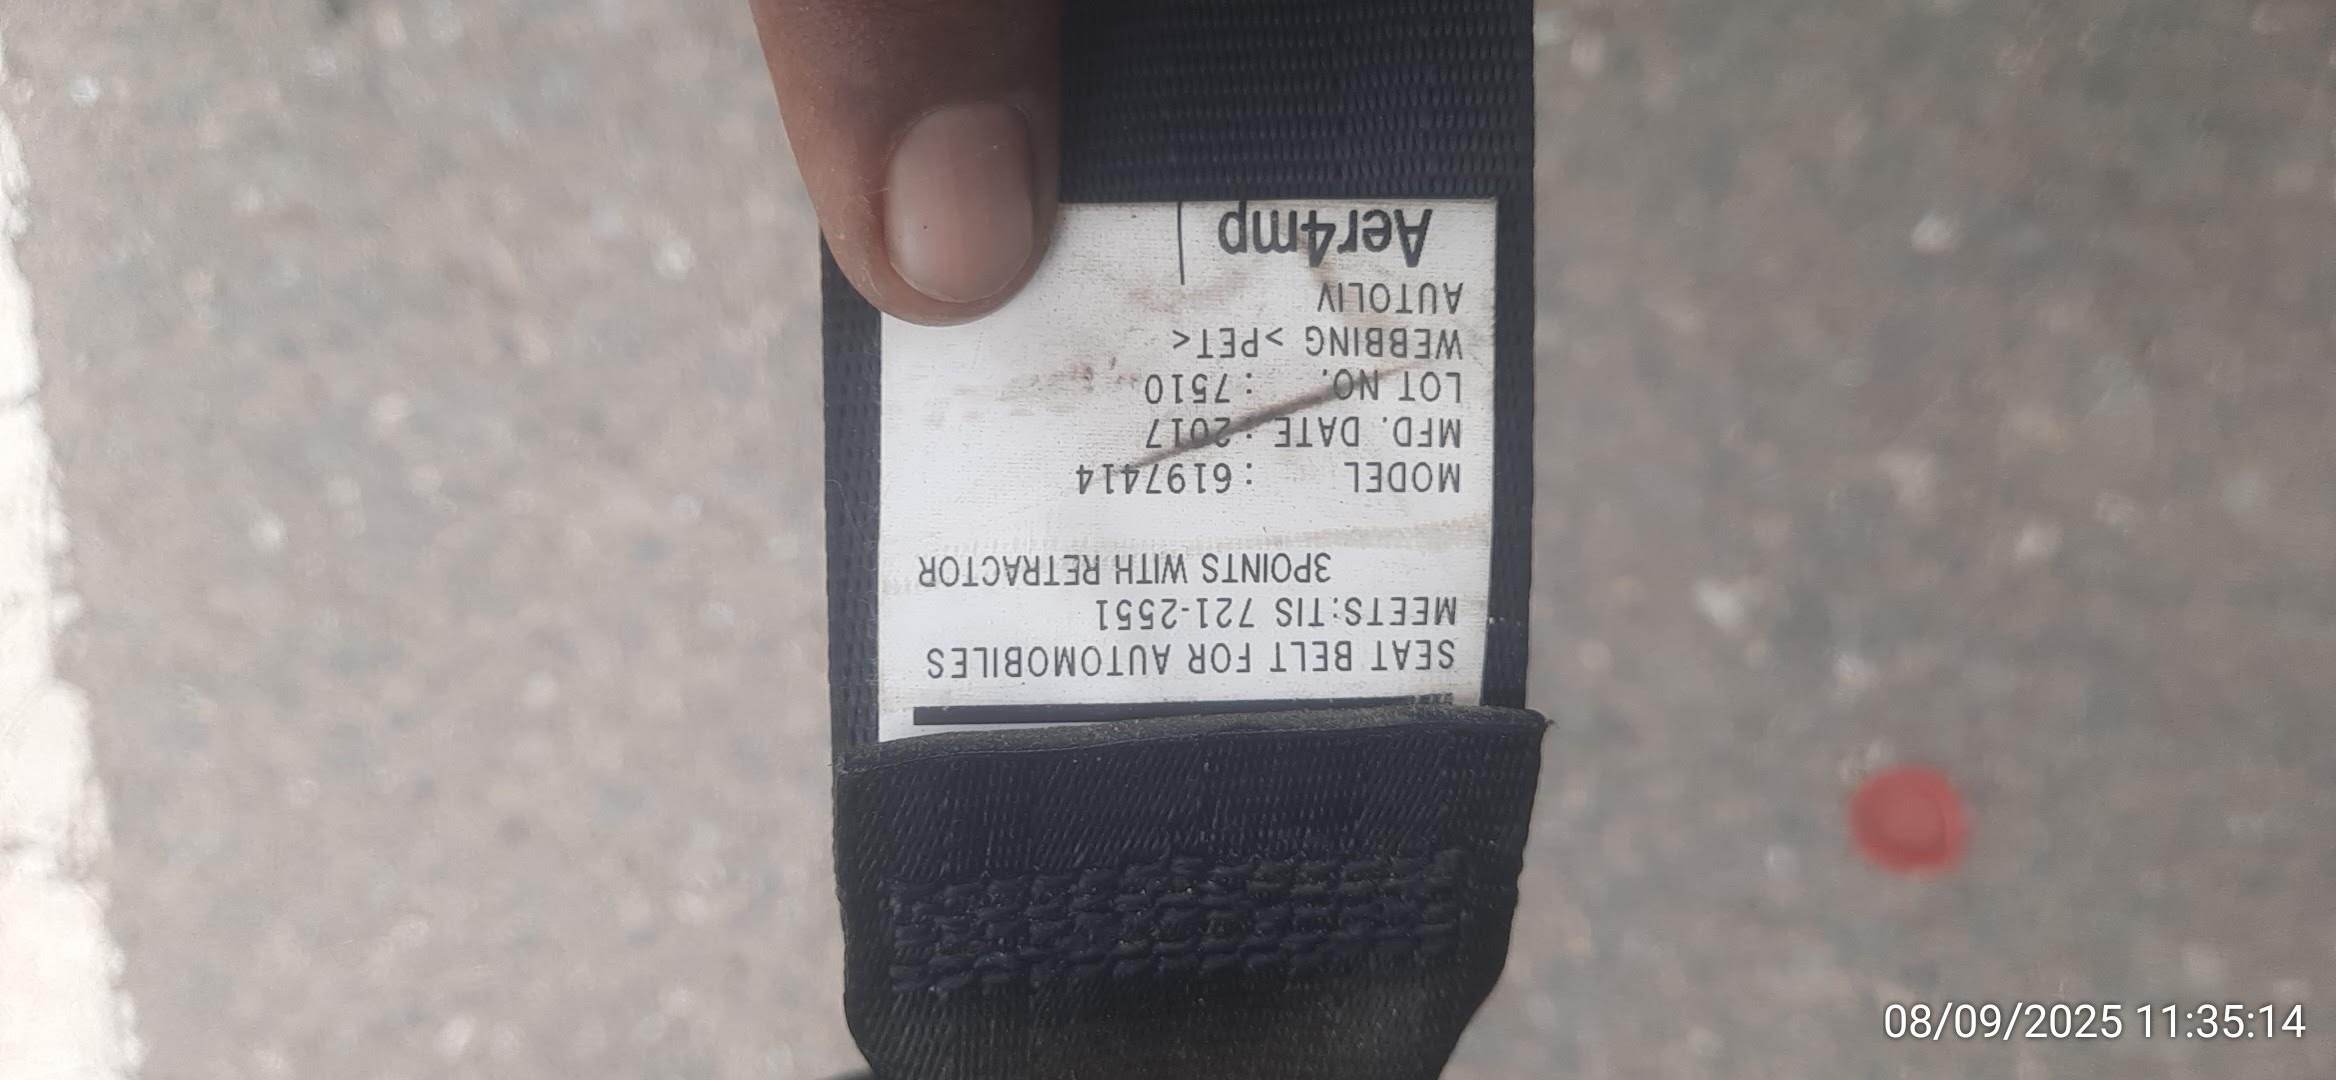 SEAT BELT FOR AUTOMOBILES
MEETS:TIS 721-2551
3POINTS WITH RETRACTOR
MODEL : 6197414
MFD. DATE : 2017
LOT NO. : 7510
WEBBING >PET<
AUTOLIV
Aer4mp
08/09/2025 11:35:14